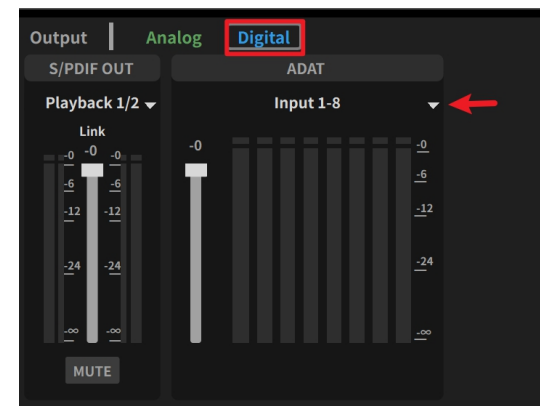 Output Analog Digital
S/PDIF OUT ADAT
Playback 1/2 Input 1-8
Link
-0 -0 -0 -0 -0
-6 -6 -6
-12 -12 -12
-24 -24 -24
-∞ -∞ -∞
MUTE